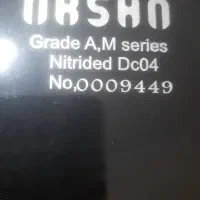 Grade A,M series
Nitrided Dc04
No,0009449